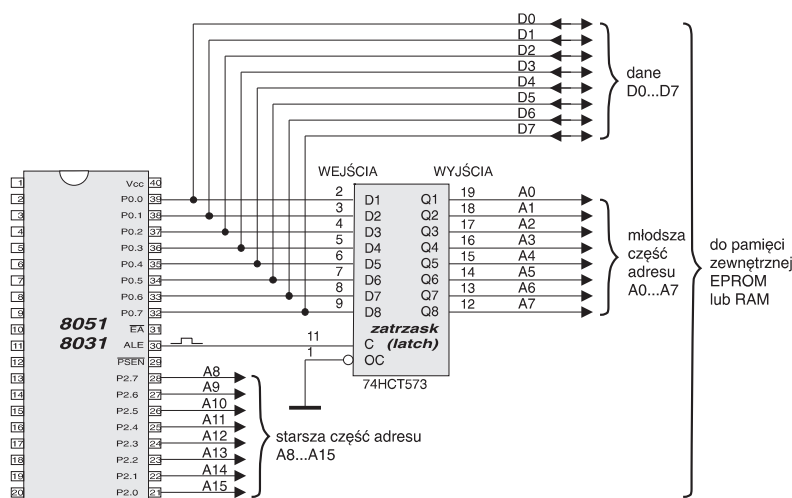 D0
D1
D2
D3
D4
D5
D6
D7
dane
D0...D7
WEJŚCIA WYJŚCIA
1 Vcc 40
2 P0.0 39 2 D1 Q1 19 A0
3 P0.1 38 3 D2 Q2 18 A1
4 P0.2 37 4 D3 Q3 17 A2
5 P0.3 36 5 D4 Q4 16 A3
6 P0.4 35 6 D5 Q5 15 A4
7 P0.5 34 7 D6 Q6 14 A5
8 P0.6 33 8 D7 Q7 13 A6
9 P0.7 32 9 D8 Q8 12 A7
młodsza
część
adresu
A0...A7
do pamięci
zewnętrznej
EPROM
lub RAM
8051
8031
zatrzask
(latch)
10 EA 31
11 ALE 30 11 C
12 PSEN 29 1 OC
74HCT573
13 P2.7 28 A8
14 P2.6 27 A9
15 P2.5 26 A10
16 P2.4 25 A11
17 P2.3 24 A12
18 P2.2 23 A13
19 P2.1 22 A14
20 P2.0 21 A15
starsza część adresu
A8...A15